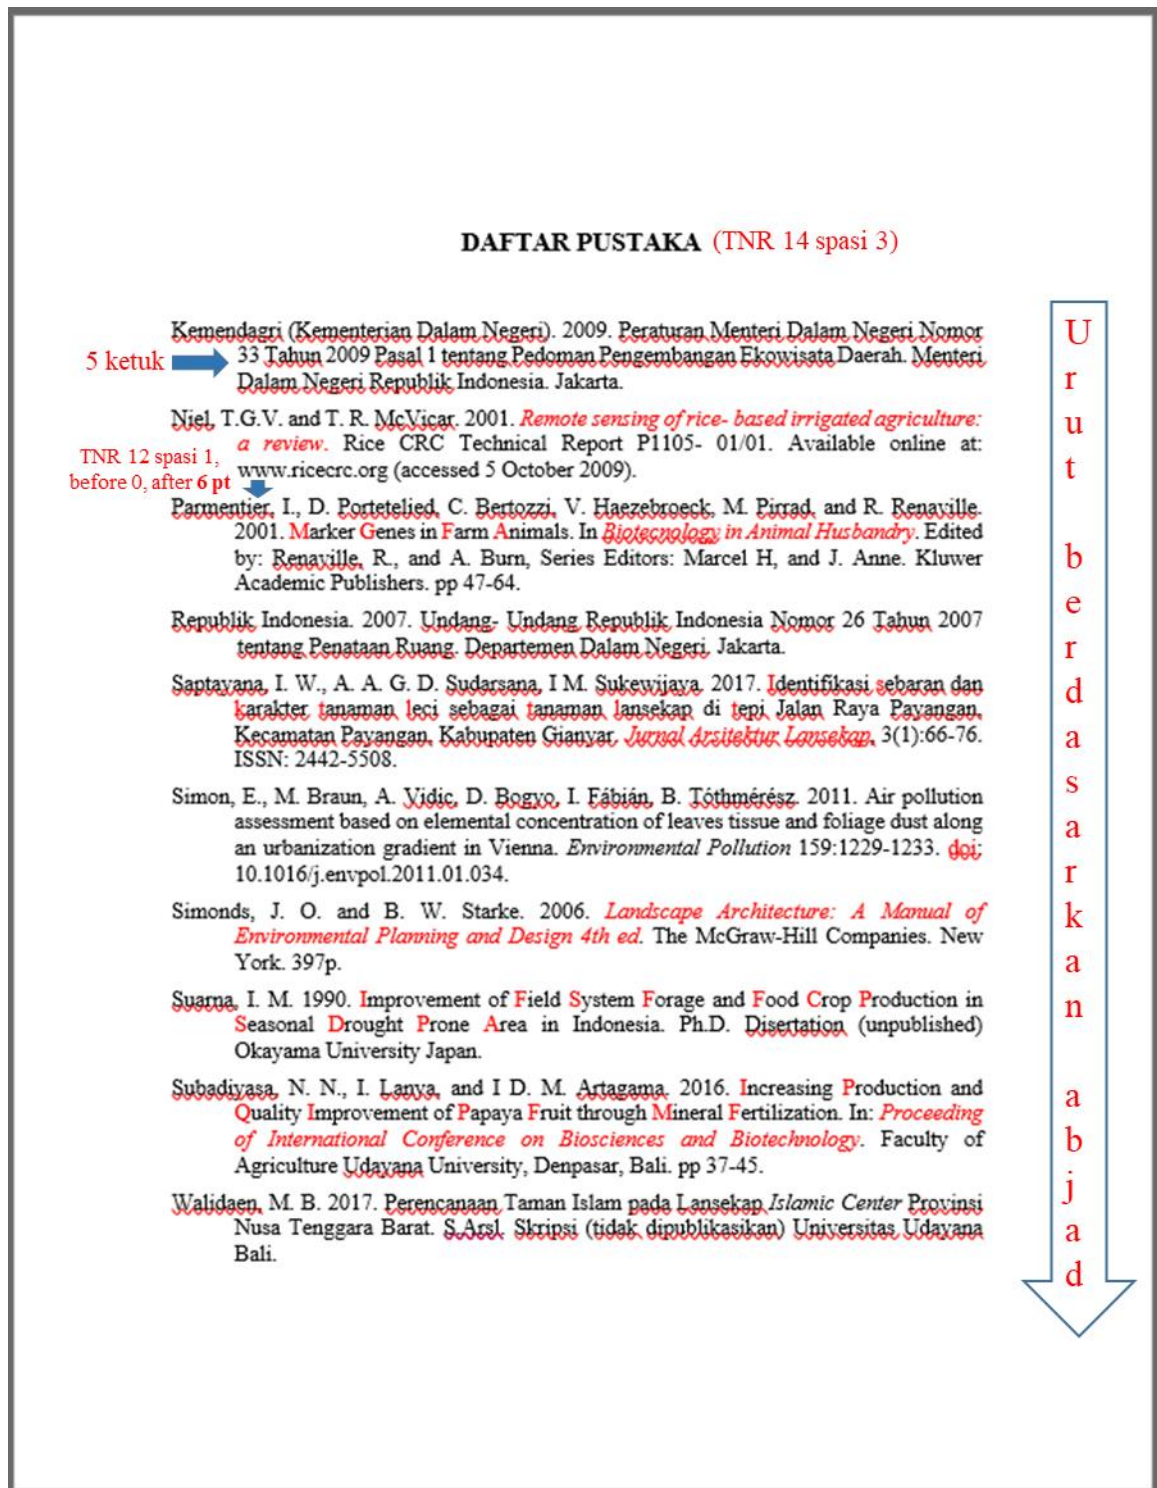 DAFTAR PUSTAKA (TNR 14 spasi 3)
Kemendagri (Kementerian Dalam Negeri). 2009. Peraturan Menteri Dalam Negeri Nomor
5 ketuk 33 Tahun 2009 Pasal 1 tentang Pedoman Pengembangan Ekowisata Daerah. Menteri
Dalam Negeri Republik Indonesia. Jakarta.
Niel, T.G.V. and T. R. McVicar. 2001. Remote sensing of rice- based irrigated agriculture:
a review. Rice CRC Technical Report P1105- 01/01. Available online at:
www.ricecrc.org (accessed 5 October 2009).
TNR 12 spasi 1,
before 0, after 6 pt
Parmentier, I., D. Portetelied, C. Bertozzi, V. Haezebroeck, M. Pirrad, and R. Renaville.
2001. Marker Genes in Farm Animals. In Biotecnology in Animal Husbandry. Edited
by: Renaville, R., and A. Burn, Series Editors: Marcel H, and J. Anne. Kluwer
Academic Publishers. pp 47-64.
Republik Indonesia. 2007. Undang- Undang Republik Indonesia Nomor 26 Tahun 2007
tentang Penataan Ruang. Departemen Dalam Negeri. Jakarta.
Saptayana, I. W., A. A. G. D. Sudarsana, I M. Sukewijaya. 2017. Identifikasi sebaran dan
karakter tanaman leci sebagai tanaman lansekap di tepi Jalan Raya Payangan,
Kecamatan Payangan, Kabupaten Gianyar. Jurnal Arsitektur Lansekap, 3(1):66-76.
ISSN: 2442-5508.
Simon, E., M. Braun, A. Vidic, D. Bogyo, I. Fábián, B. Tóthmérész. 2011. Air pollution
assessment based on elemental concentration of leaves tissue and foliage dust along
an urbanization gradient in Vienna. Environmental Pollution 159:1229-1233. doi:
10.1016/j.envpol.2011.01.034.
Simonds, J. O. and B. W. Starke. 2006. Landscape Architecture: A Manual of
Environmental Planning and Design 4th ed. The McGraw-Hill Companies. New
York. 397p.
Suarna, I. M. 1990. Improvement of Field System Forage and Food Crop Production in
Seasonal Drought Prone Area in Indonesia. Ph.D. Disertation (unpublished)
Okayama University Japan.
Subadiyasa, N. N., I. Lanya, and I D. M. Artagama. 2016. Increasing Production and
Quality Improvement of Papaya Fruit through Mineral Fertilization. In: Proceeding
of International Conference on Biosciences and Biotechnology. Faculty of
Agriculture Udayana University, Denpasar, Bali. pp 37-45.
Walidaen, M. B. 2017. Perencanaan Taman Islam pada Lansekap Islamic Center Provinsi
Nusa Tenggara Barat. S.Arsl. Skripsi (tidak dipublikasikan) Universitas Udayana
Bali.
Urut berdasarkan abjad